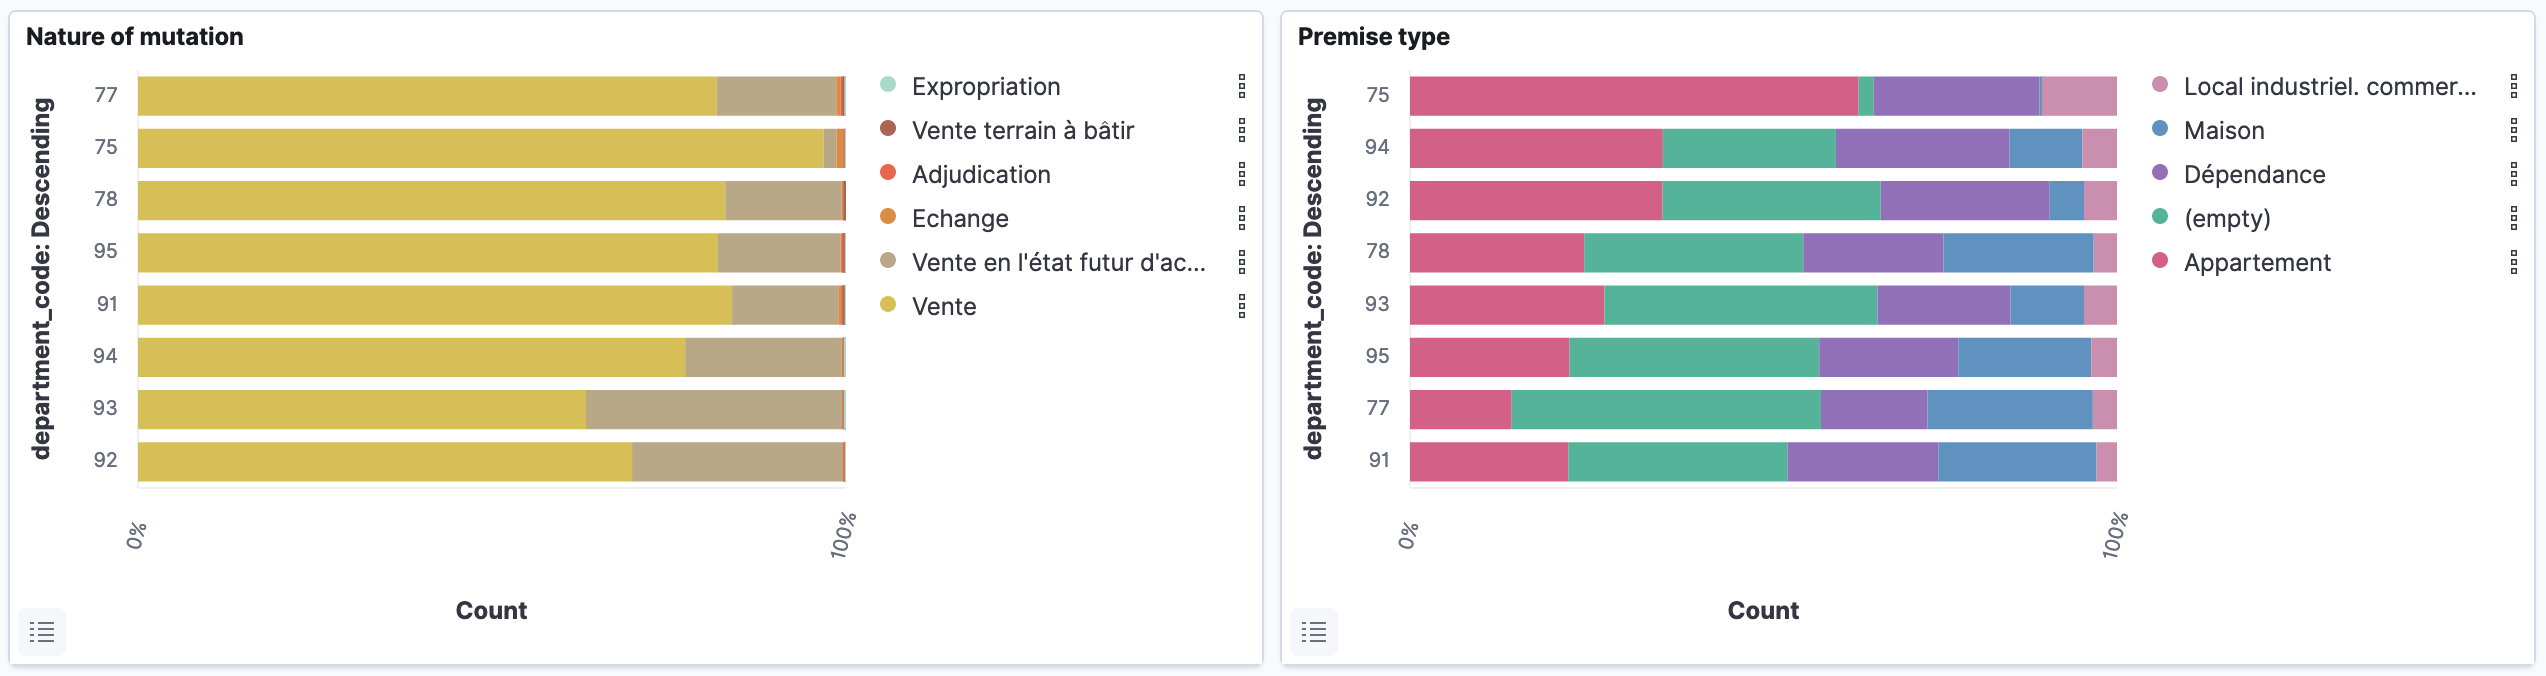 Nature of mutation
department_code: Descending
77
75
78
95
91
94
93
92
0%
100%
Count
Expropriation
Vente terrain à bâtir
Adjudication
Echange
Vente en l'état futur d'ac...
Vente
Premise type
department_code: Descending
75
94
92
78
93
95
77
91
0%
100%
Count
Local industriel. commer...
Maison
Dépendance
(empty)
Appartement